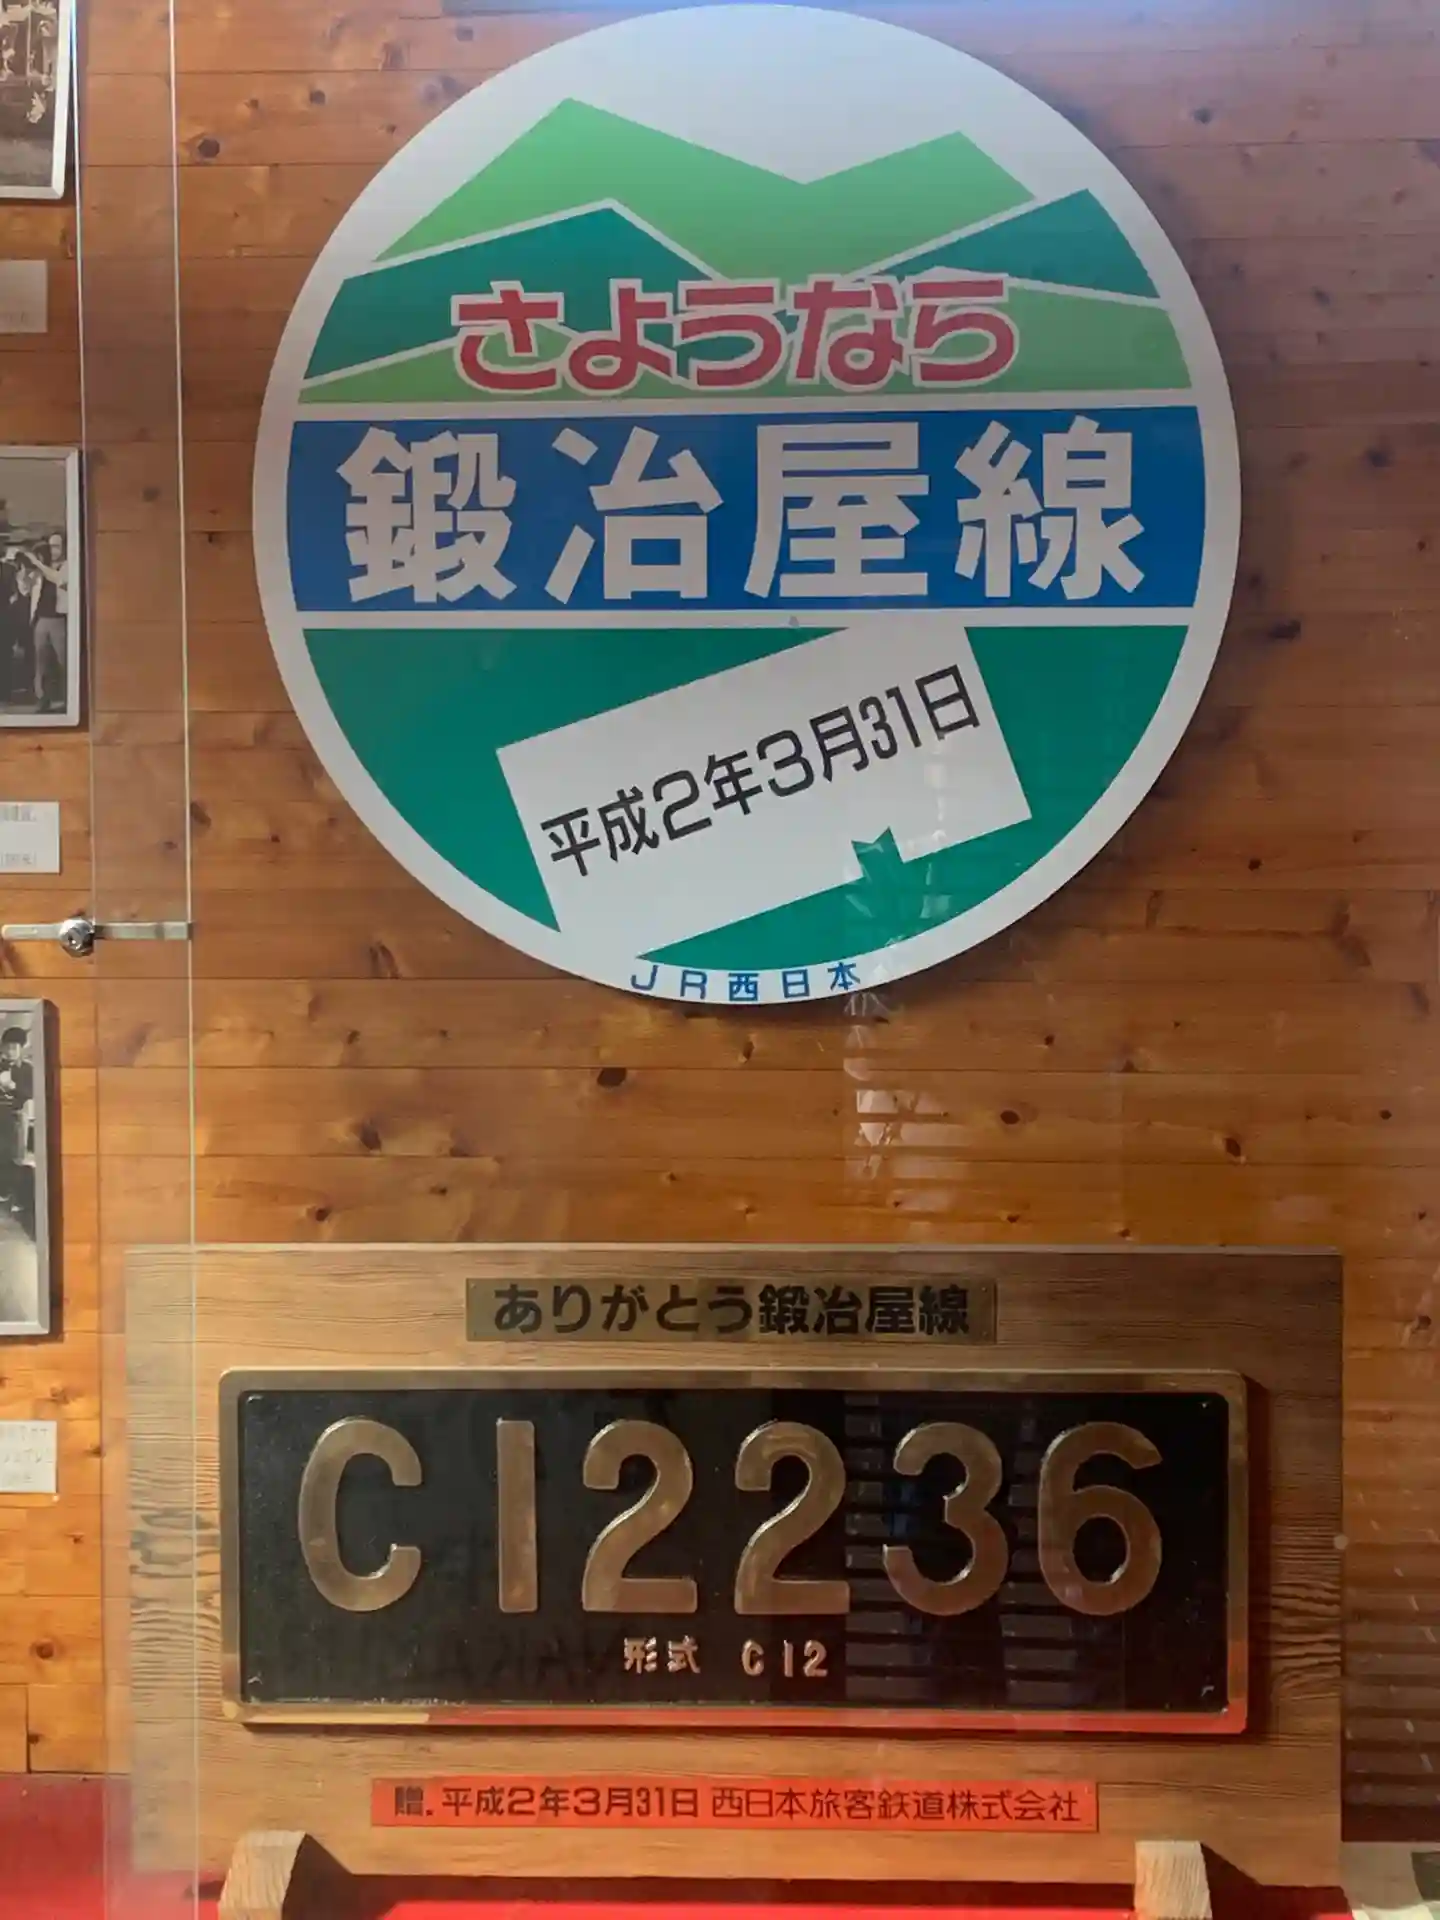 さようなら
鍛冶屋線
平成2年3月31日
JR西日本
ありがとう鍛冶屋線
C12236
形式 C12
贈.平成2年3月31日 西日本旅客鉄道株式会社